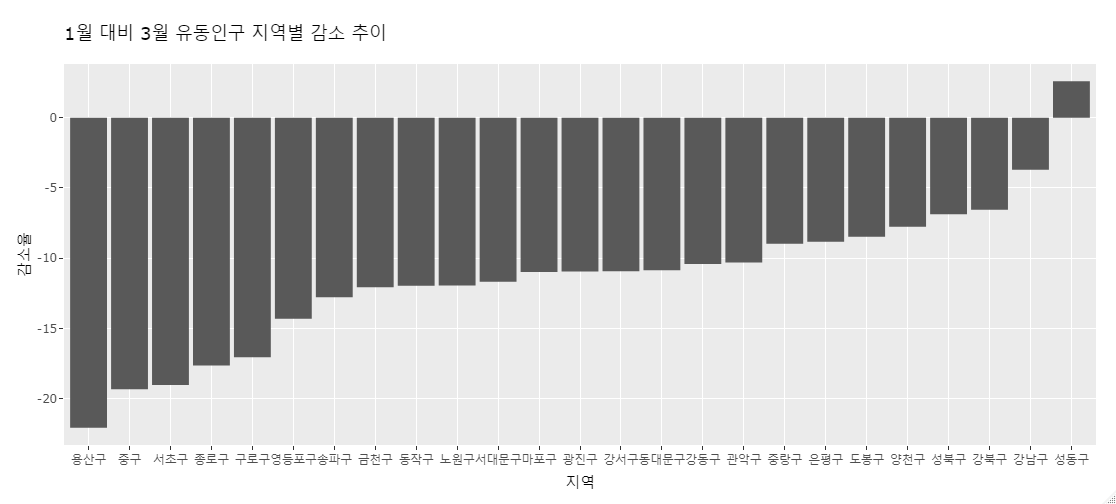 1월 대비 3월 유동인구 지역별 감소 추이
감소율
0
-5
-10
-15
-20
용산구 중구 서초구 종로구 구로구 영등포구 송파구 금천구 동작구 노원구 서대문구 마포구 광진구 강서구 동대문구 강동구 관악구 중랑구 은평구 도봉구 양천구 성북구 강북구 강남구 성동구
지역